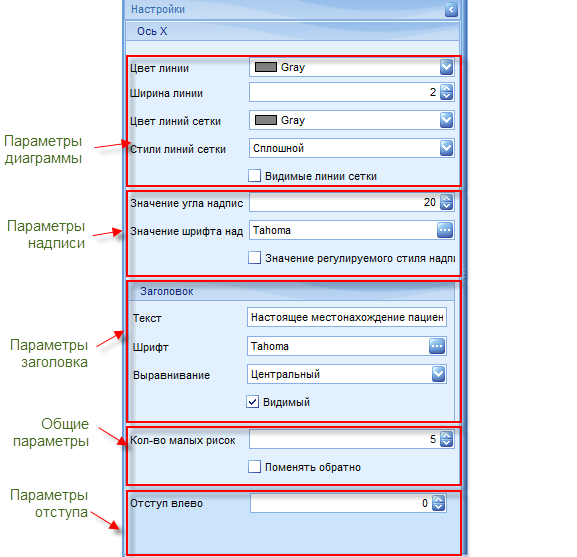 Настройки
Ось X
Цвет линии
Gray
Ширина линии
2
Цвет линий сетки
Gray
Параметры
диаграммы
Стили линий сетки
Сплошной
Видимые линии сетки
Значение угла надпис
20
Параметры
надписи
Значение шрифта над
Tahoma
Значение регулируемого стиля надпи
Заголовок
Текст
Настоящее местонахождение пациен
Параметры
заголовка
Шрифт
Tahoma
Выравнивание
Центральный
Видимый
Общие
параметры
Кол-во малых рисок
5
Поменять обратно
Параметры
отступа
Отступ влево
0